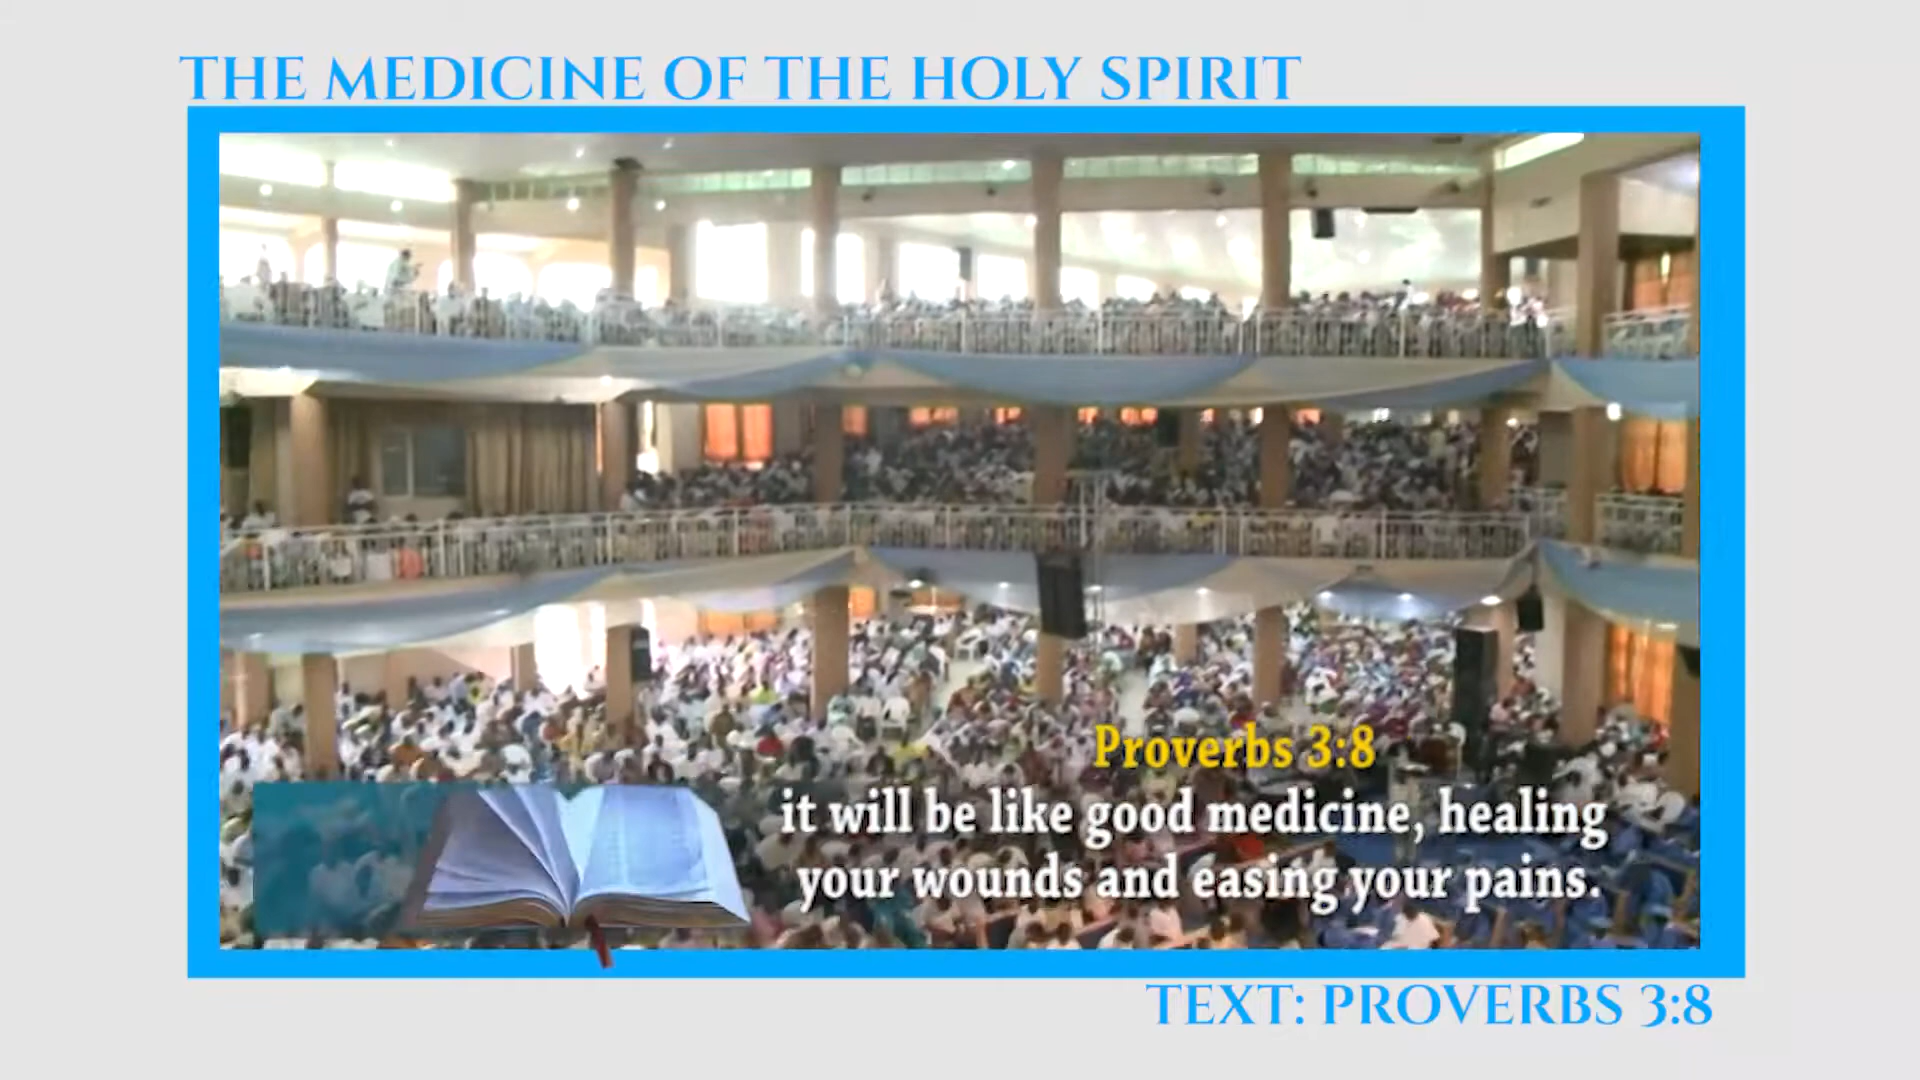 THE MEDICINE OF THE HOLY SPIRIT
Proverbs 3:8
it will be like good medicine, healing
your wounds and easing your pains.
TEXT: PROVERBS 3:8